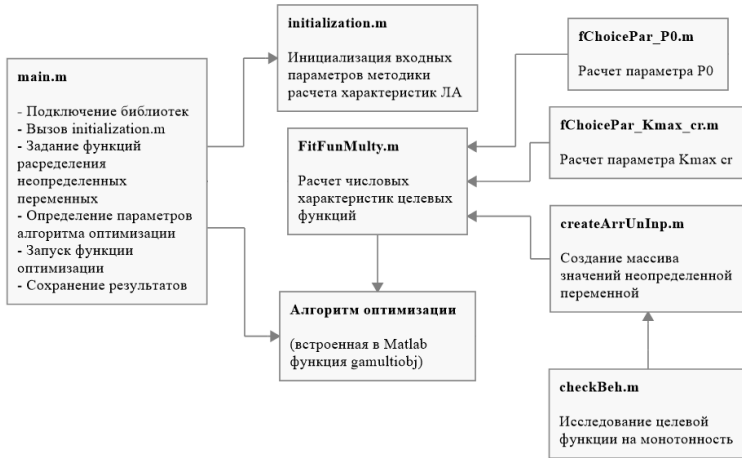 main.m
- Подключение библиотек
- Вызов initialization.m
- Задание функций
расределения
неопределенных
переменных
- Определение параметров
алгоритма оптимизации
- Запуск функции
оптимизации
- Сохранение результатов
initialization.m
Инициализация входных
параметров методики
расчета характеристик ЛА
FitFunMulty.m
Расчет числовых
характеристик целевых
функций
Алгоритм оптимизации
(встроенная в Matlab
функция gamultiobj)
fChoicePar_P0.m
Расчет параметра P0
fChoicePar_Kmax_cr.m
Расчет параметра Kmax cr
createArrUnInp.m
Создание массива
значений неопределенной
переменной
checkBeh.m
Исследование целевой
функции на монотонность